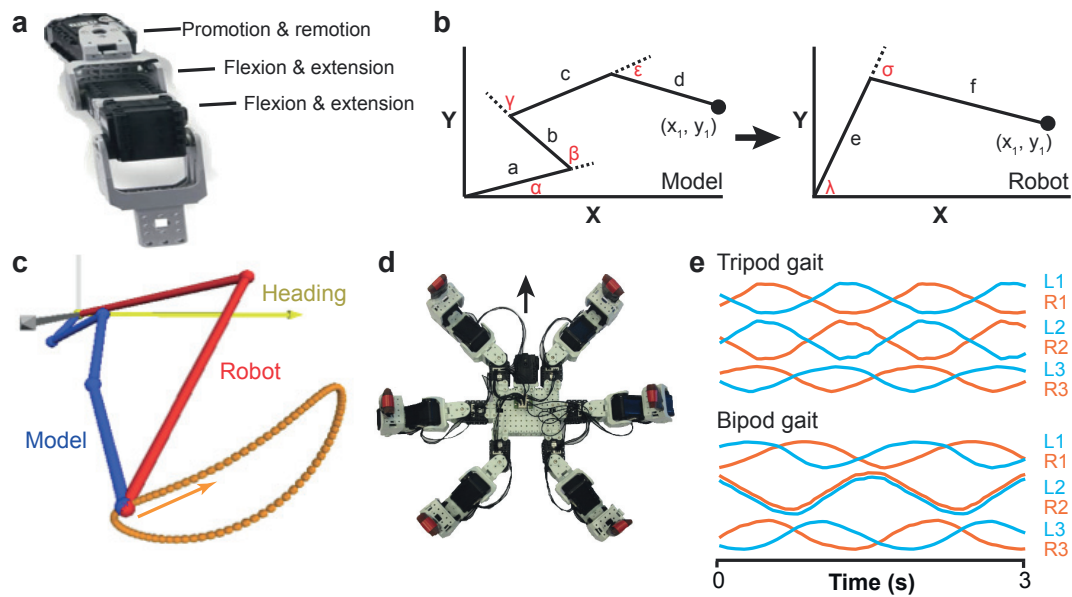 a
Promotion & remotion
Flexion & extension
Flexion & extension
b
Y
a
b
c
d
α
β
γ
ε
(x1, y1)
Model
X
Y
e
f
σ
λ
(x1, y1)
Robot
X
c
Heading
Robot
Model
d
e
Tripod gait
L1
R1
L2
R2
L3
R3
Bipod gait
L1
R1
L2
R2
L3
R3
0
Time (s)
3